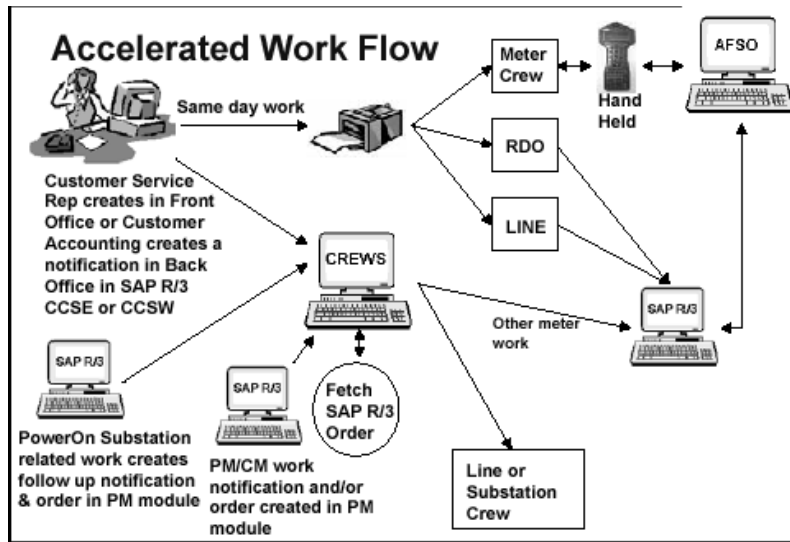 Accelerated Work Flow
Same day work
Meter
Crew
Hand
Held
AFSO
RDO
LINE
Customer Service
Rep creates in Front
Office or Customer
Accounting creates a
notification in Back
Office in SAP R/3
CCSE or CCSW
CREWS
SAP R/3
Other meter
work
SAP R/3
PowerOn Substation
related work creates
follow up notification
& order in PM module
SAP R/3
PM/CM work
notification and/or
order created in PM
module
Fetch
SAP R/3
Order
Line or
Substation
Crew